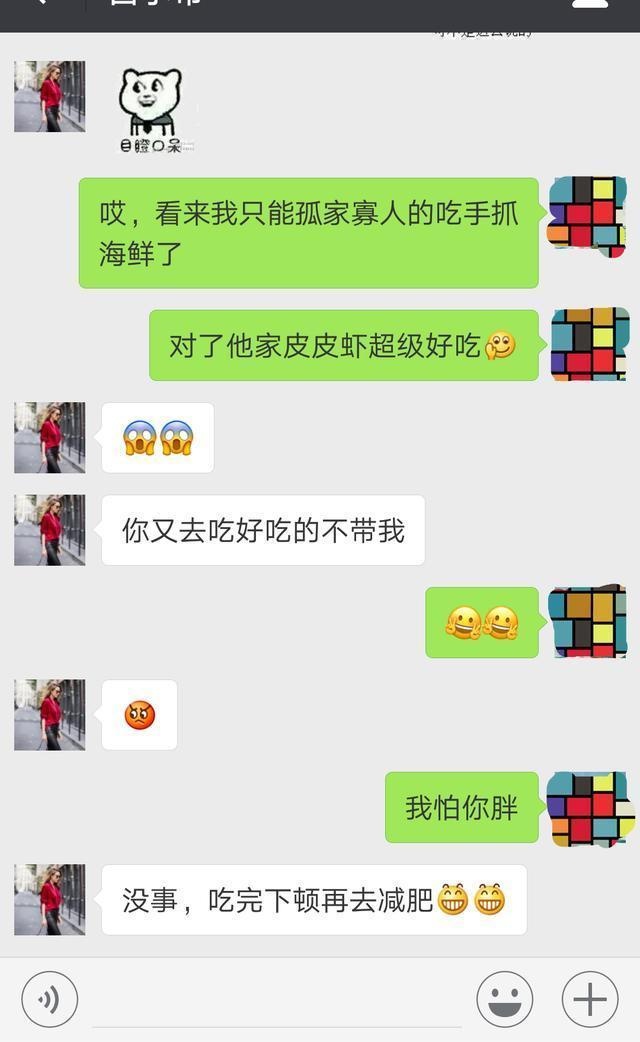 目瞪口呆
哎，看来我只能孤家寡人的吃手抓
海鲜了
对了他家皮皮虾超级好吃
你又去吃好吃的不带我
我怕你胖
没事，吃完下顿再去减肥